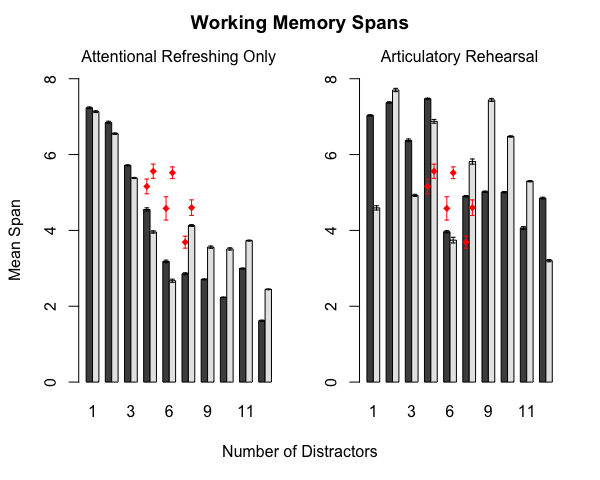 Working Memory Spans
Attentional Refreshing Only
Articulatory Rehearsal
Mean Span
8
6
4
2
0
1 3 6 9 11
8
6
4
2
0
1 3 6 9 11
Number of Distractors